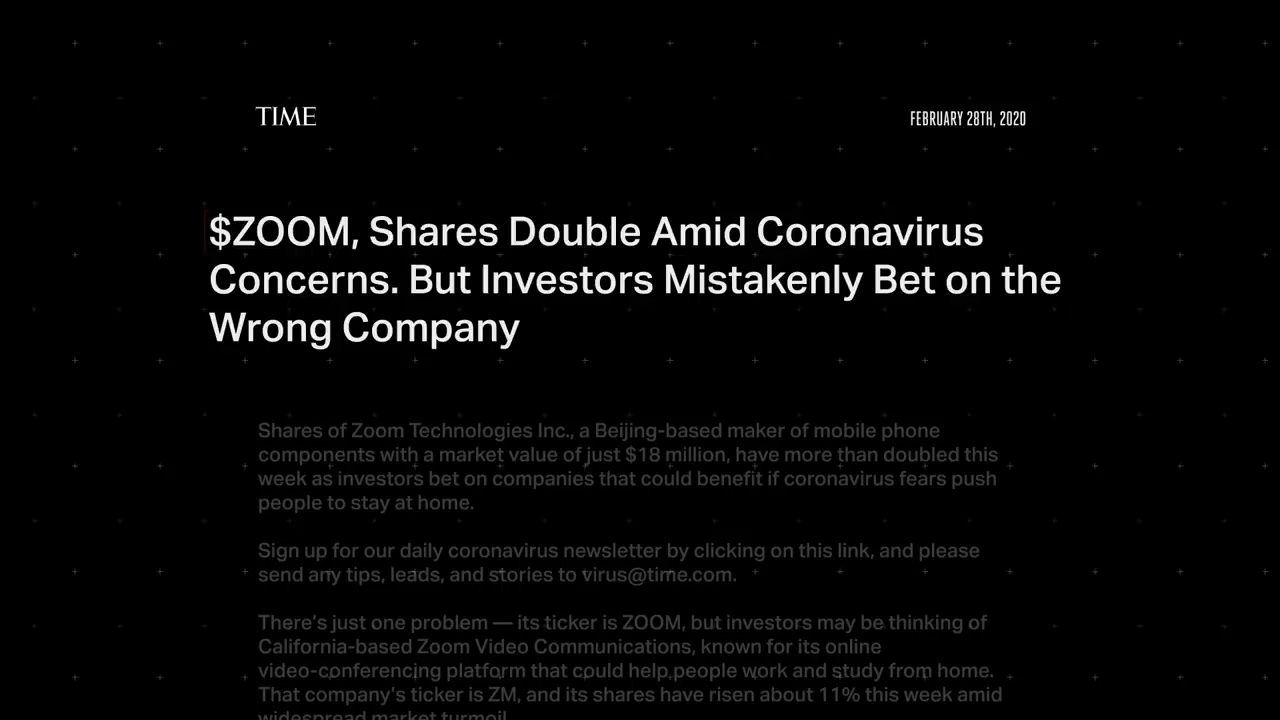 TIME
FEBRUARY 28TH, 2020
$ZOOM, Shares Double Amid Coronavirus
Concerns. But Investors Mistakenly Bet on the
Wrong Company
Shares of Zoom Technologies Inc., a Beijing-based maker of mobile phone
components with a market value of just $18 million, have more than doubled this
week as investors bet on companies that could benefit if coronavirus fears push
people to stay at home.
Sign up for our daily coronavirus newsletter by clicking on this link, and please
send any tips, leads, and stories to virus@time.com.
There's just one problem — its ticker is ZOOM, but investors may be thinking of
California-based Zoom Video Communications, known for its online
video-conferencing platform that could help people work and study from home.
That company's ticker is ZM, and its shares have risen about 11% this week amid
widespread market turmoil.